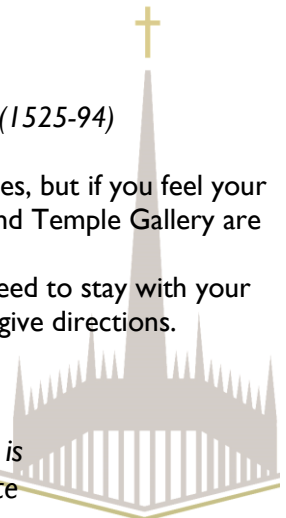 (1525-94)
es, but if you feel your
nd Temple Gallery are
eed to stay with your
give directions.
is
ce